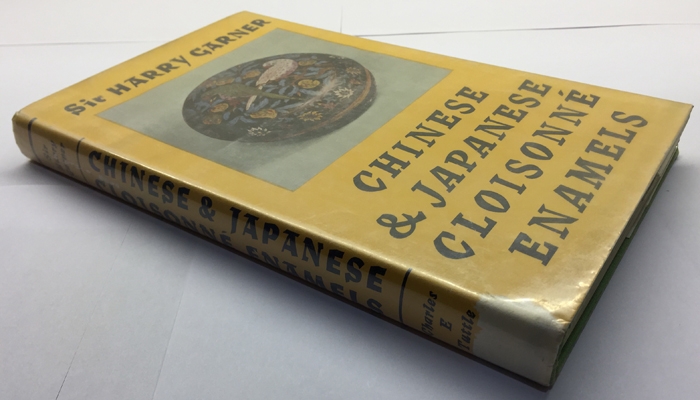 Sir HARRY GARNER
CHINESE
& JAPANESE
CLOISONNÉ
ENAMELS
CHINESE & JAPANESE
CLOISONNÉ ENAMELS
Charles
E
Tuttle